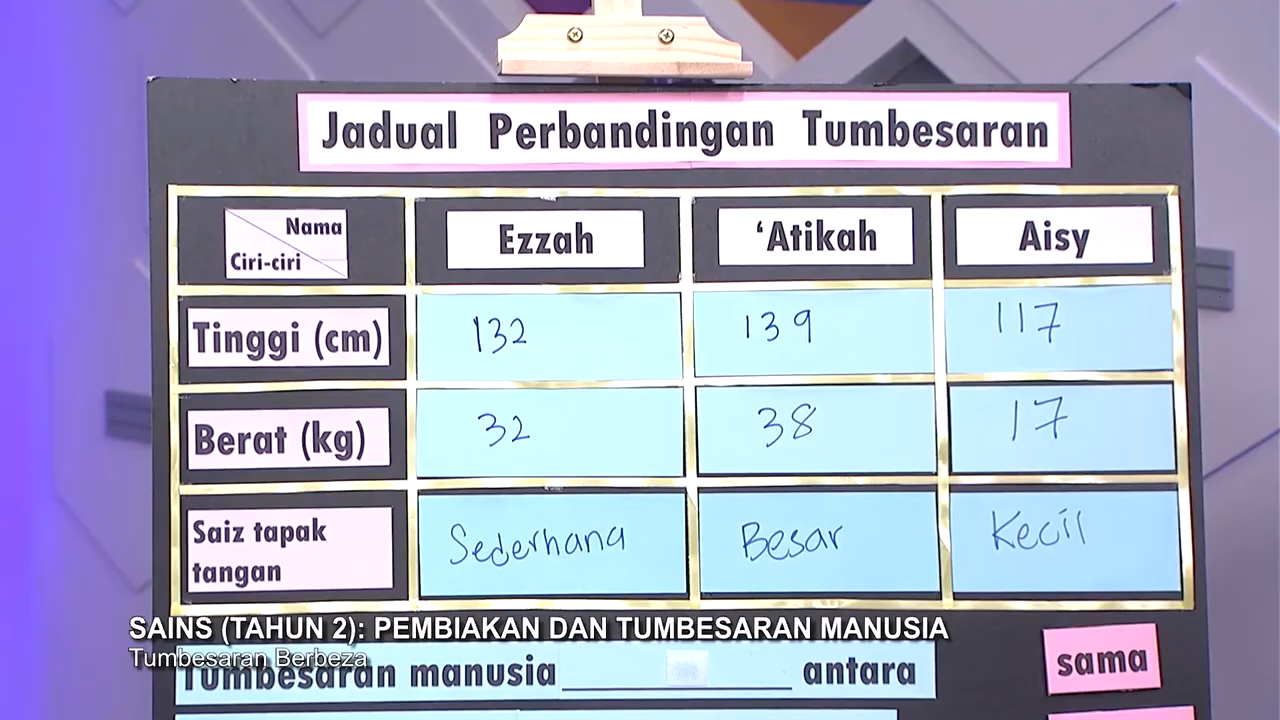 Jadual Perbandingan Tumbesaran
Nama
Ciri-ciri
Ezzah
‘Atikah
Aisy
Tinggi (cm)
132
139
117
Berat (kg)
32
38
17
Saiz tapak
tangan
Sederhana
Besar
Kecil
SAINS (TAHUN 2): PEMBIAKAN DAN TUMBESARAN MANUSIA
Tumbesaran Berbeza
Tumbesaran manusia ____________ antara
sama